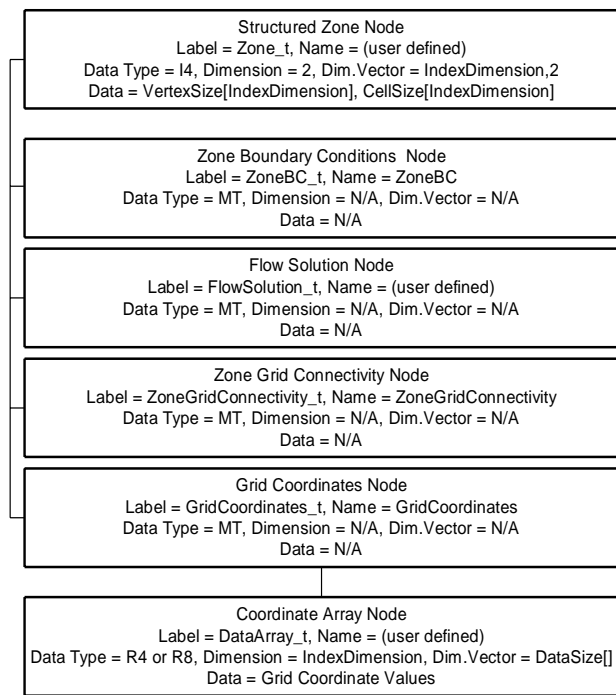 Structured Zone Node
Label = Zone_t, Name = (user defined)
Data Type = I4, Dimension = 2, Dim.Vector = IndexDimension,2
Data = VertexSize[IndexDimension], CellSize[IndexDimension]
Zone Boundary Conditions Node
Label = ZoneBC_t, Name = ZoneBC
Data Type = MT, Dimension = N/A, Dim.Vector = N/A
Data = N/A
Flow Solution Node
Label = FlowSolution_t, Name = (user defined)
Data Type = MT, Dimension = N/A, Dim.Vector = N/A
Data = N/A
Zone Grid Connectivity Node
Label = ZoneGridConnectivity_t, Name = ZoneGridConnectivity
Data Type = MT, Dimension = N/A, Dim.Vector = N/A
Data = N/A
Grid Coordinates Node
Label = GridCoordinates_t, Name = GridCoordinates
Data Type = MT, Dimension = N/A, Dim.Vector = N/A
Data = N/A
Coordinate Array Node
Label = DataArray_t, Name = (user defined)
Data Type = R4 or R8, Dimension = IndexDimension, Dim.Vector = DataSize[]
Data = Grid Coordinate Values